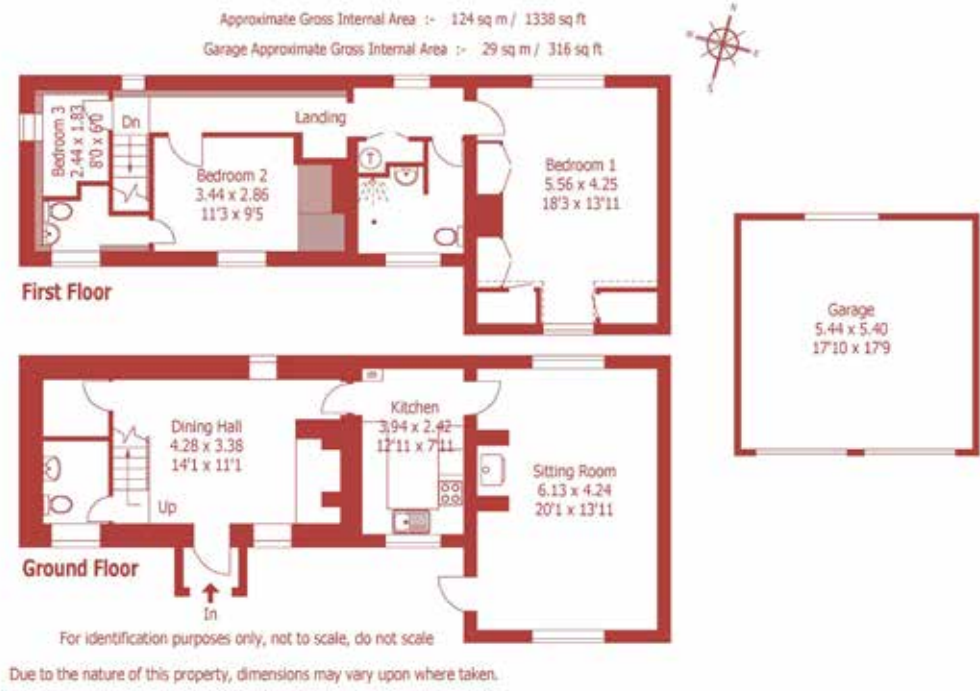 Approximate Gross Internal Area :- 124 sq m / 1338 sq ft
Garage Approximate Gross Internal Area :- 29 sq m / 316 sq ft
N
E
S
Bedroom 3
2.44 x 1.83
8'0 x 6'0
Dn
Landing
Bedroom 2
3.44 x 2.86
11'3 x 9'5
T
Bedroom 1
5.56 x 4.25
18'3 x 13'11
First Floor
Garage
5.44 x 5.40
17'10 x 17'9
Dining Hall
4.28 x 3.38
14'1 x 11'1
Kitchen
3.94 x 2.42
12'11 x 7'11
Sitting Room
6.13 x 4.24
20'1 x 13'11
Up
Ground Floor
In
For identification purposes only, not to scale, do not scale
Due to the nature of this property, dimensions may vary upon where taken.